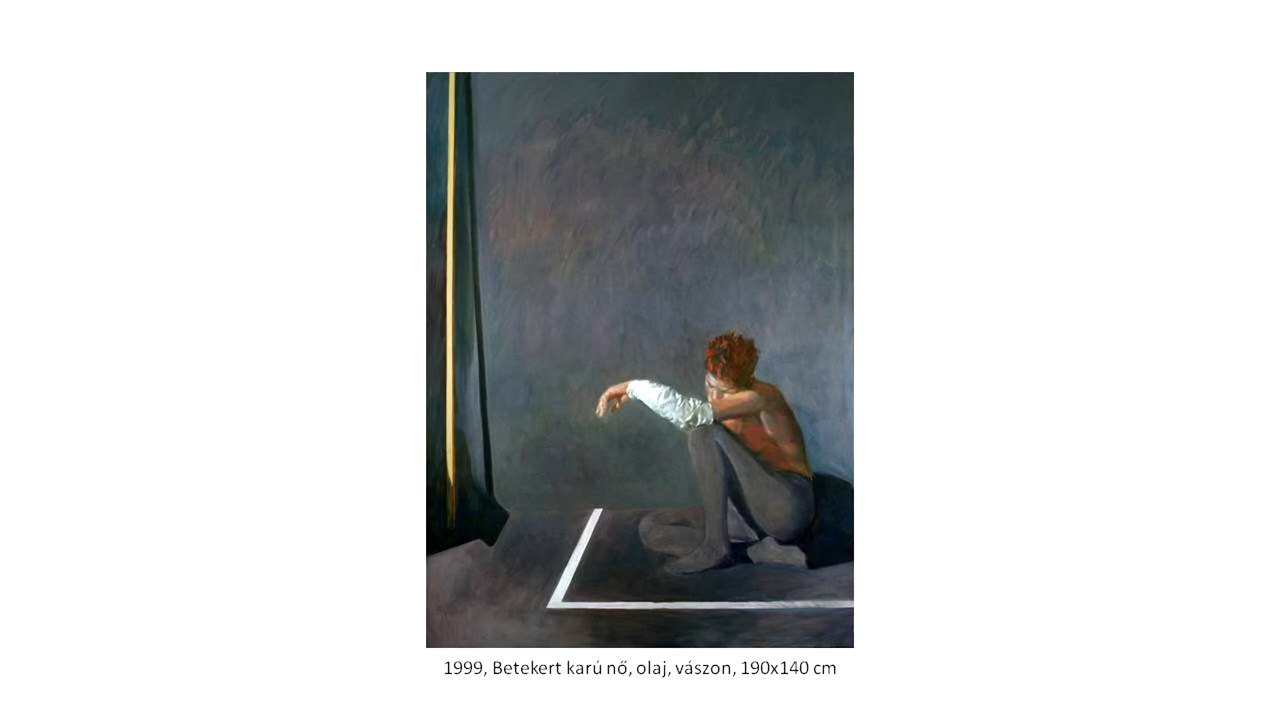 1999, Betekert karú nő, olaj, vászon, 190x140 cm